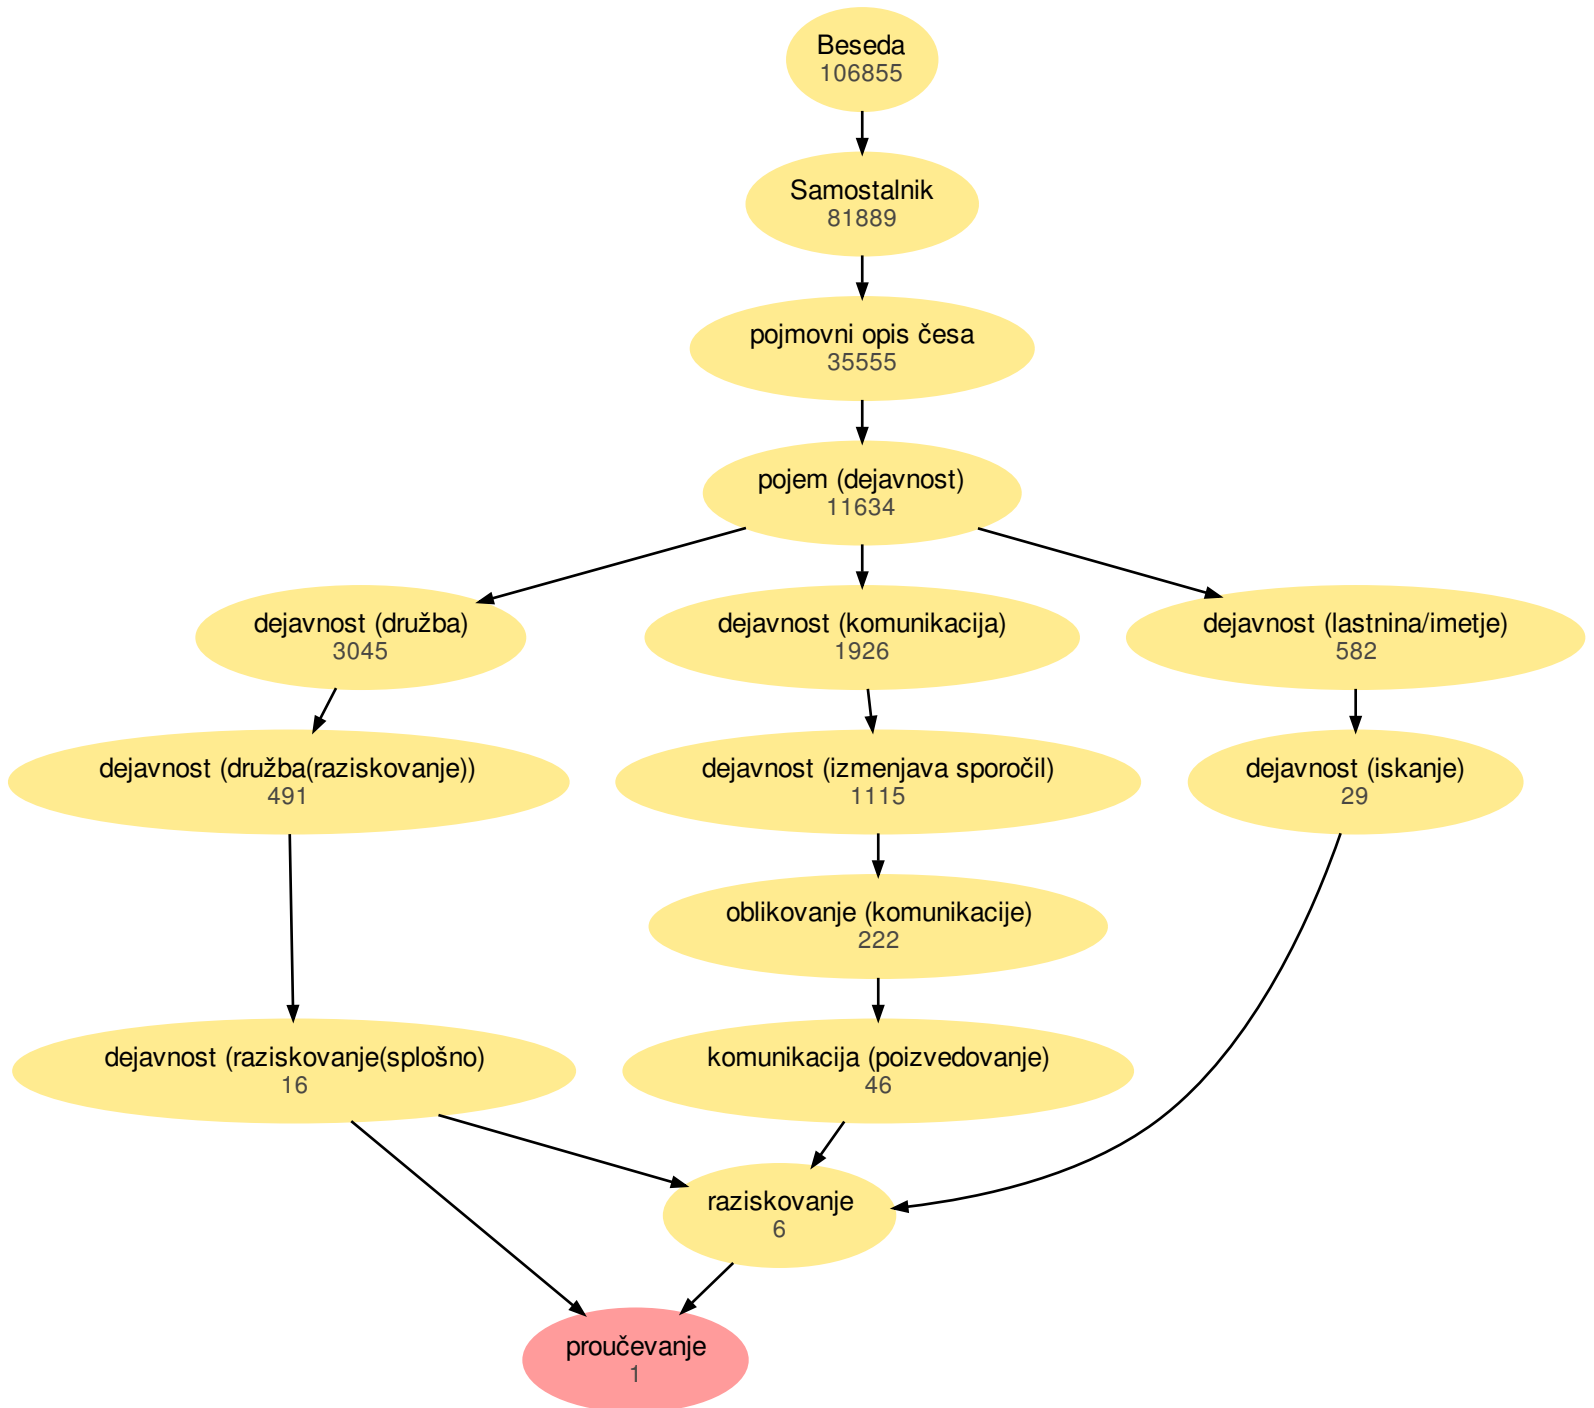 Beseda
106855
Samostalnik
81889
pojmovni opis česa
35555
pojem (dejavnost)
11634
dejavnost (družba)
3045
dejavnost (komunikacija)
1926
dejavnost (lastnina/imetje)
582
dejavnost (družba(raziskovanje))
491
dejavnost (izmenjava sporočil)
1115
dejavnost (iskanje)
29
oblikovanje (komunikacije)
222
dejavnost (raziskovanje(splošno)
16
komunikacija (poizvedovanje)
46
raziskovanje
6
proučevanje
1